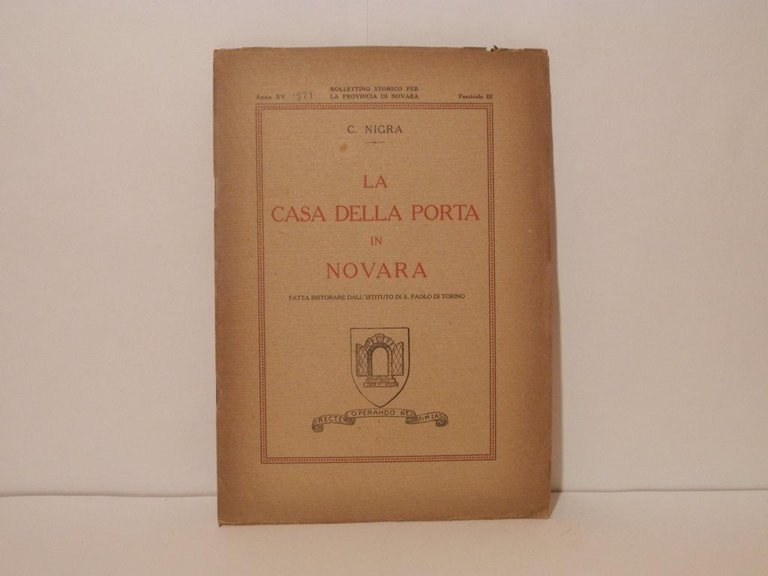 BOLLETTINO STORICO PER
Anno XV 1921 LA PROVINCIA DI NOVARA Fascicolo III
C. NIGRA
LA
CASA DELLA PORTA
IN
NOVARA
FATTA RISTORARE DALL'ISTITUTO DI S. PAOLO DI TORINO
RECTE OPERANDO NE TIMEAS